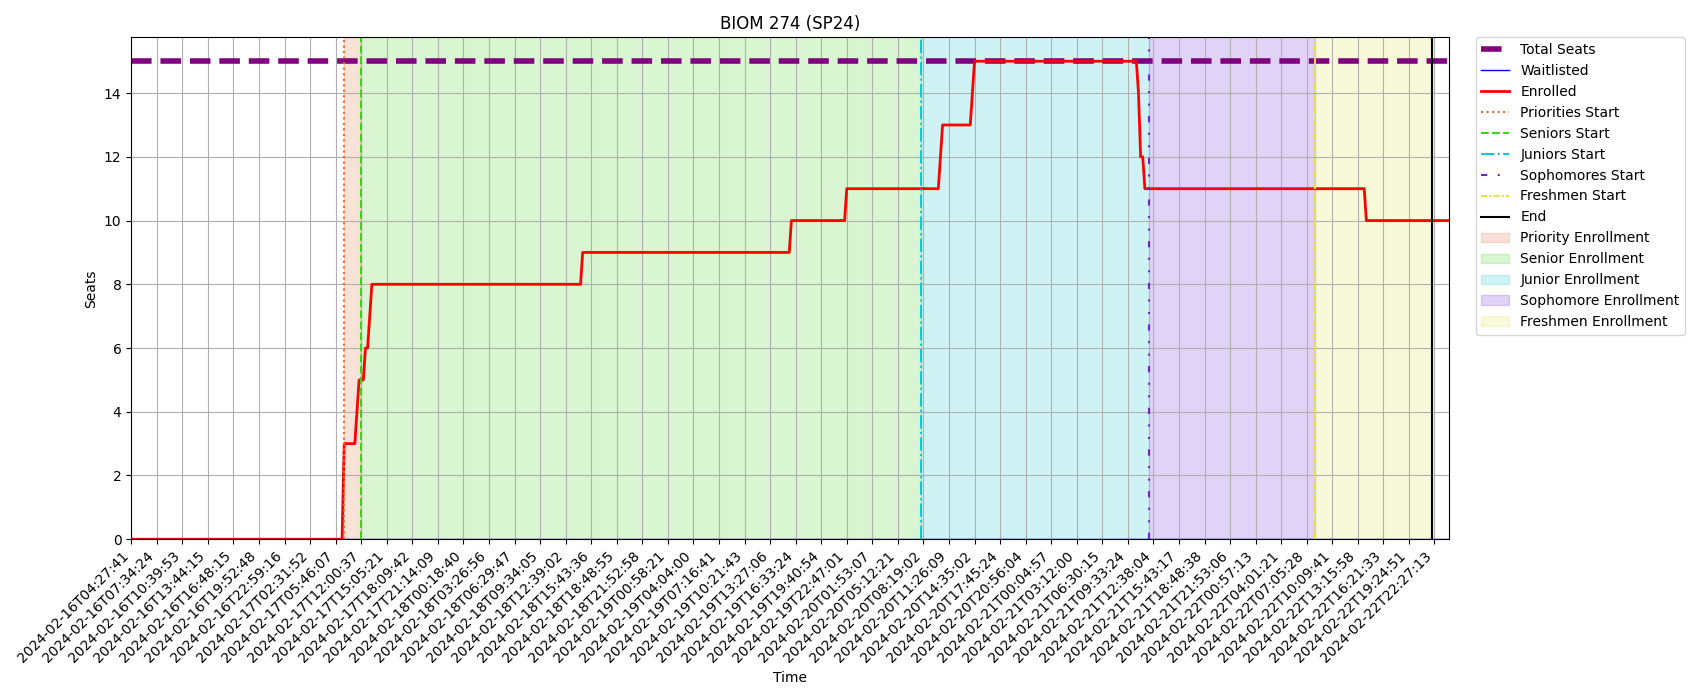 BIOM 274 (SP24)
Seats
14
12
10
8
6
4
2
0
2024-02-16T04:27:41
2024-02-16T07:34:24
2024-02-16T10:39:53
2024-02-16T13:44:15
2024-02-16T16:48:15
2024-02-16T19:52:48
2024-02-16T22:59:16
2024-02-17T02:31:52
2024-02-17T05:46:07
2024-02-17T12:00:37
2024-02-17T15:05:21
2024-02-17T18:09:42
2024-02-17T21:14:09
2024-02-18T00:18:40
2024-02-18T03:26:56
2024-02-18T06:29:47
2024-02-18T09:34:05
2024-02-18T12:39:02
2024-02-18T15:43:36
2024-02-18T18:48:55
2024-02-18T21:52:58
2024-02-19T00:58:21
2024-02-19T04:04:00
2024-02-19T07:16:41
2024-02-19T10:21:43
2024-02-19T13:27:06
2024-02-19T16:33:24
2024-02-19T19:40:54
2024-02-19T22:47:01
2024-02-20T01:53:07
2024-02-20T05:12:21
2024-02-20T08:19:02
2024-02-20T11:26:09
2024-02-20T14:35:02
2024-02-20T17:45:24
2024-02-20T20:56:04
2024-02-21T00:04:57
2024-02-21T03:12:00
2024-02-21T06:30:15
2024-02-21T09:33:24
2024-02-21T12:38:04
2024-02-21T15:43:17
2024-02-21T18:48:38
2024-02-21T21:53:06
2024-02-22T00:57:13
2024-02-22T04:01:21
2024-02-22T07:05:28
2024-02-22T10:09:41
2024-02-22T13:15:58
2024-02-22T16:21:33
2024-02-22T19:24:51
2024-02-22T22:27:13
Time
Total Seats
Waitlisted
Enrolled
Priorities Start
Seniors Start
Juniors Start
Sophomores Start
Freshmen Start
End
Priority Enrollment
Senior Enrollment
Junior Enrollment
Sophomore Enrollment
Freshmen Enrollment